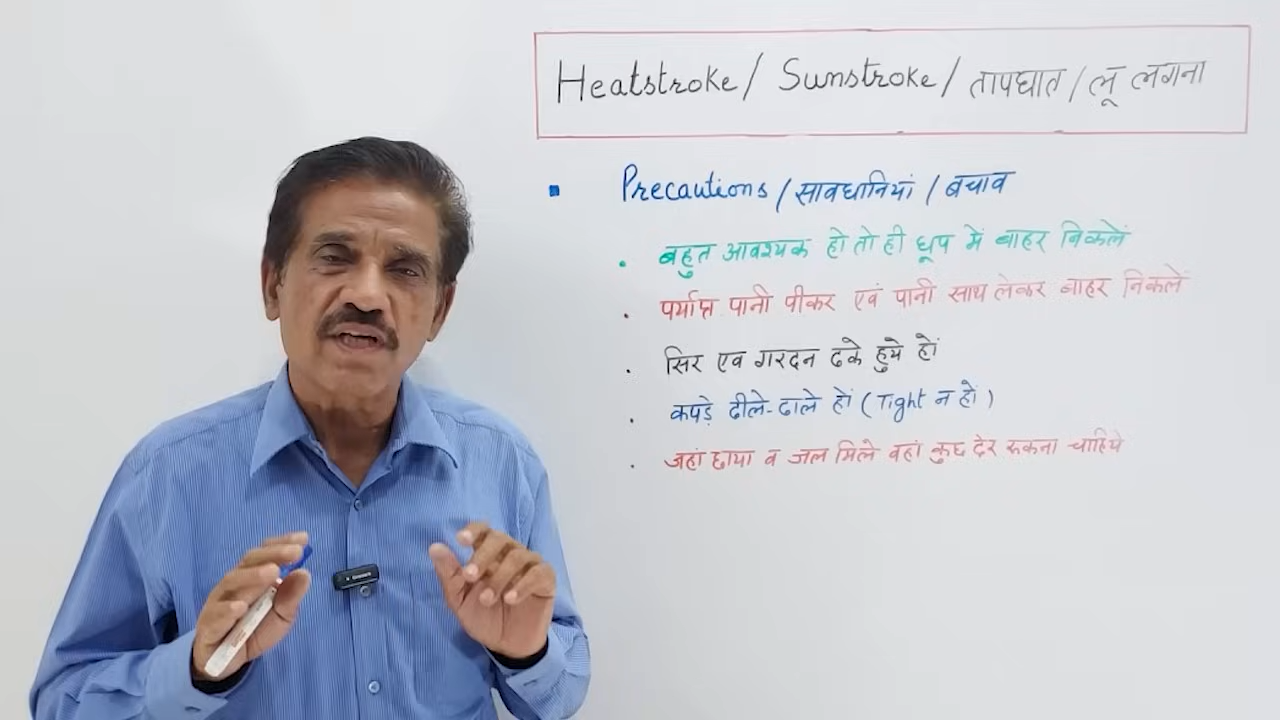 Heatstroke / Sunstroke / तापघात / लू लगना
Precautions / सावधानियां / बचाव
बहुत आवश्यक हो तो ही धूप में बाहर निकलें
पर्याप्त पानी पीकर एवं पानी साथ लेकर बाहर निकलें
सिर एव गरदन ढके हुये हों
कपड़े ढीले-ढाले हों ( Tight न हों )
जहां छाया व जल मिले वहां कुछ देर रूकना चाहिये